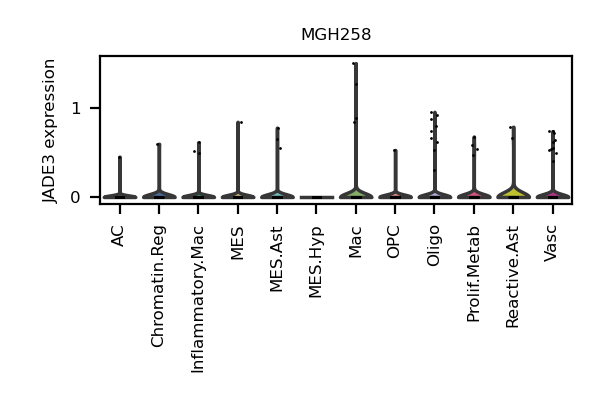 MGH258
JADE3 expression
1
0
AC
Chromatin.Reg
Inflammatory.Mac
MES
MES.Ast
MES.Hyp
Mac
OPC
Oligo
Prolif.Metab
Reactive.Ast
Vasc